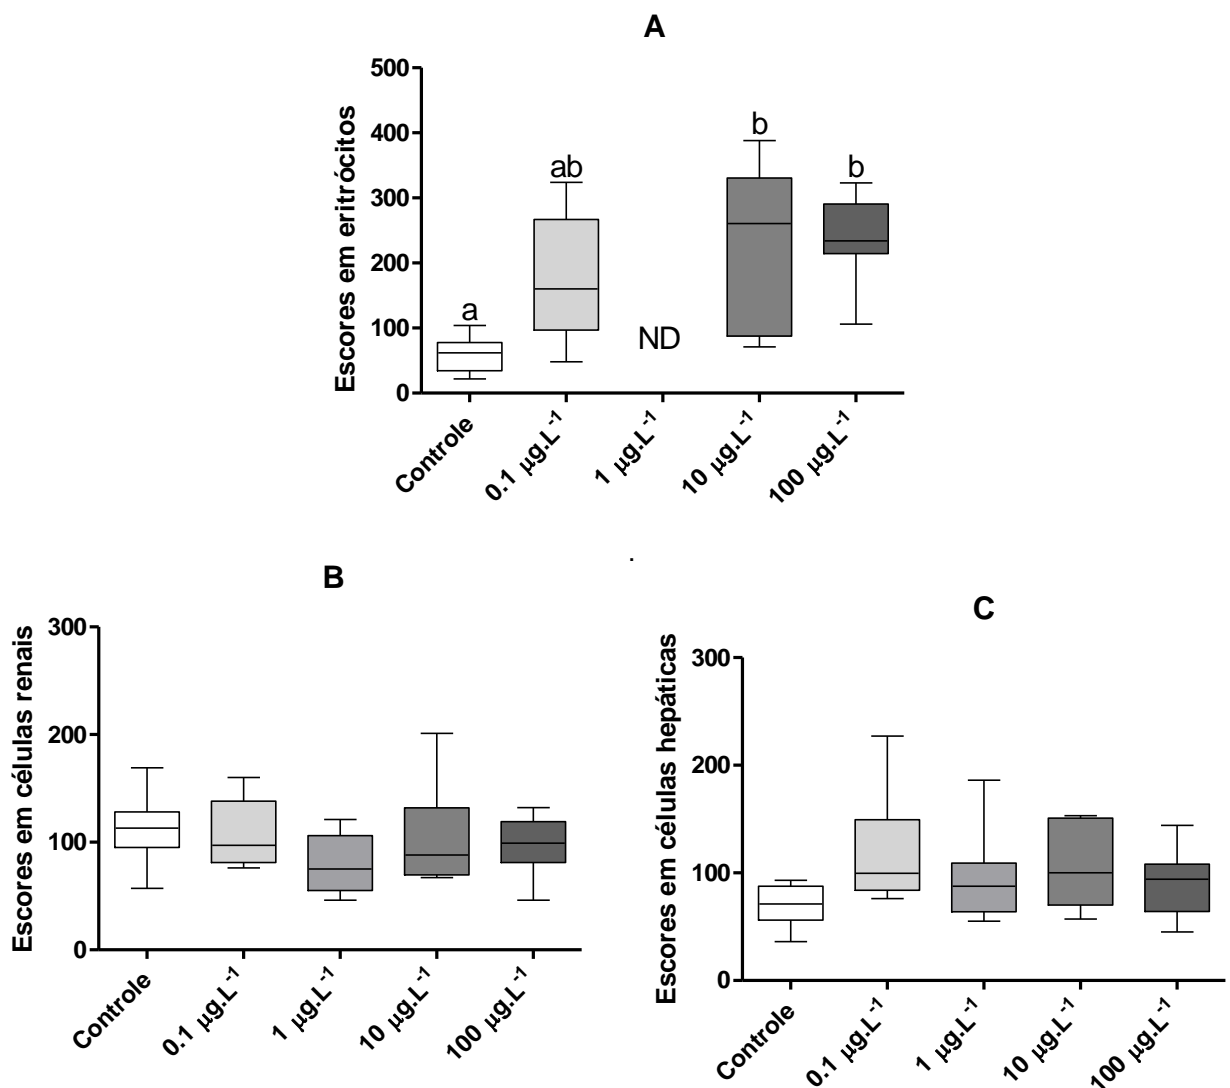 A
Escores em eritrócitos
500
400
300
200
100
0
a
ab
ND
b
b
Controle
0.1 µg.L⁻¹
1 µg.L⁻¹
10 µg.L⁻¹
100 µg.L⁻¹
B
Escores em células renais
300
200
100
0
Controle
0.1 µg.L⁻¹
1 µg.L⁻¹
10 µg.L⁻¹
100 µg.L⁻¹
C
Escores em células hepáticas
300
200
100
0
Controle
0.1 µg.L⁻¹
1 µg.L⁻¹
10 µg.L⁻¹
100 µg.L⁻¹